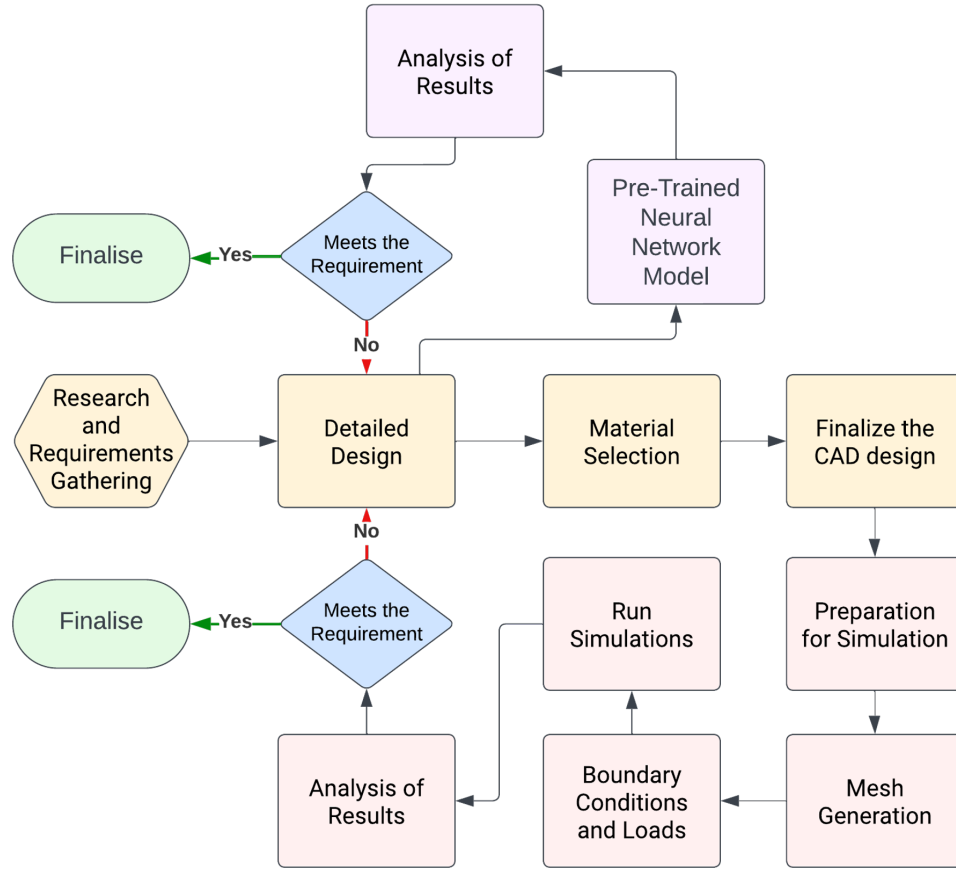 Analysis of
Results
Pre-Trained
Neural
Network
Model
Meets the
Requirement
Yes
Finalise
No
Research
and
Requirements
Gathering
Detailed
Design
Material
Selection
Finalize the
CAD design
No
Meets the
Requirement
Yes
Finalise
Run
Simulations
Preparation
for Simulation
Analysis of
Results
Boundary
Conditions
and Loads
Mesh
Generation